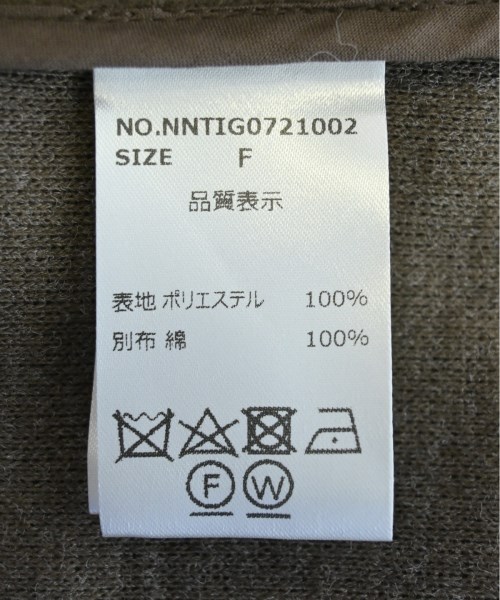 NO.NNTIG0721002
SIZE F
品質表示
表地 ポリエステル 100%
別布 綿 100%
F W